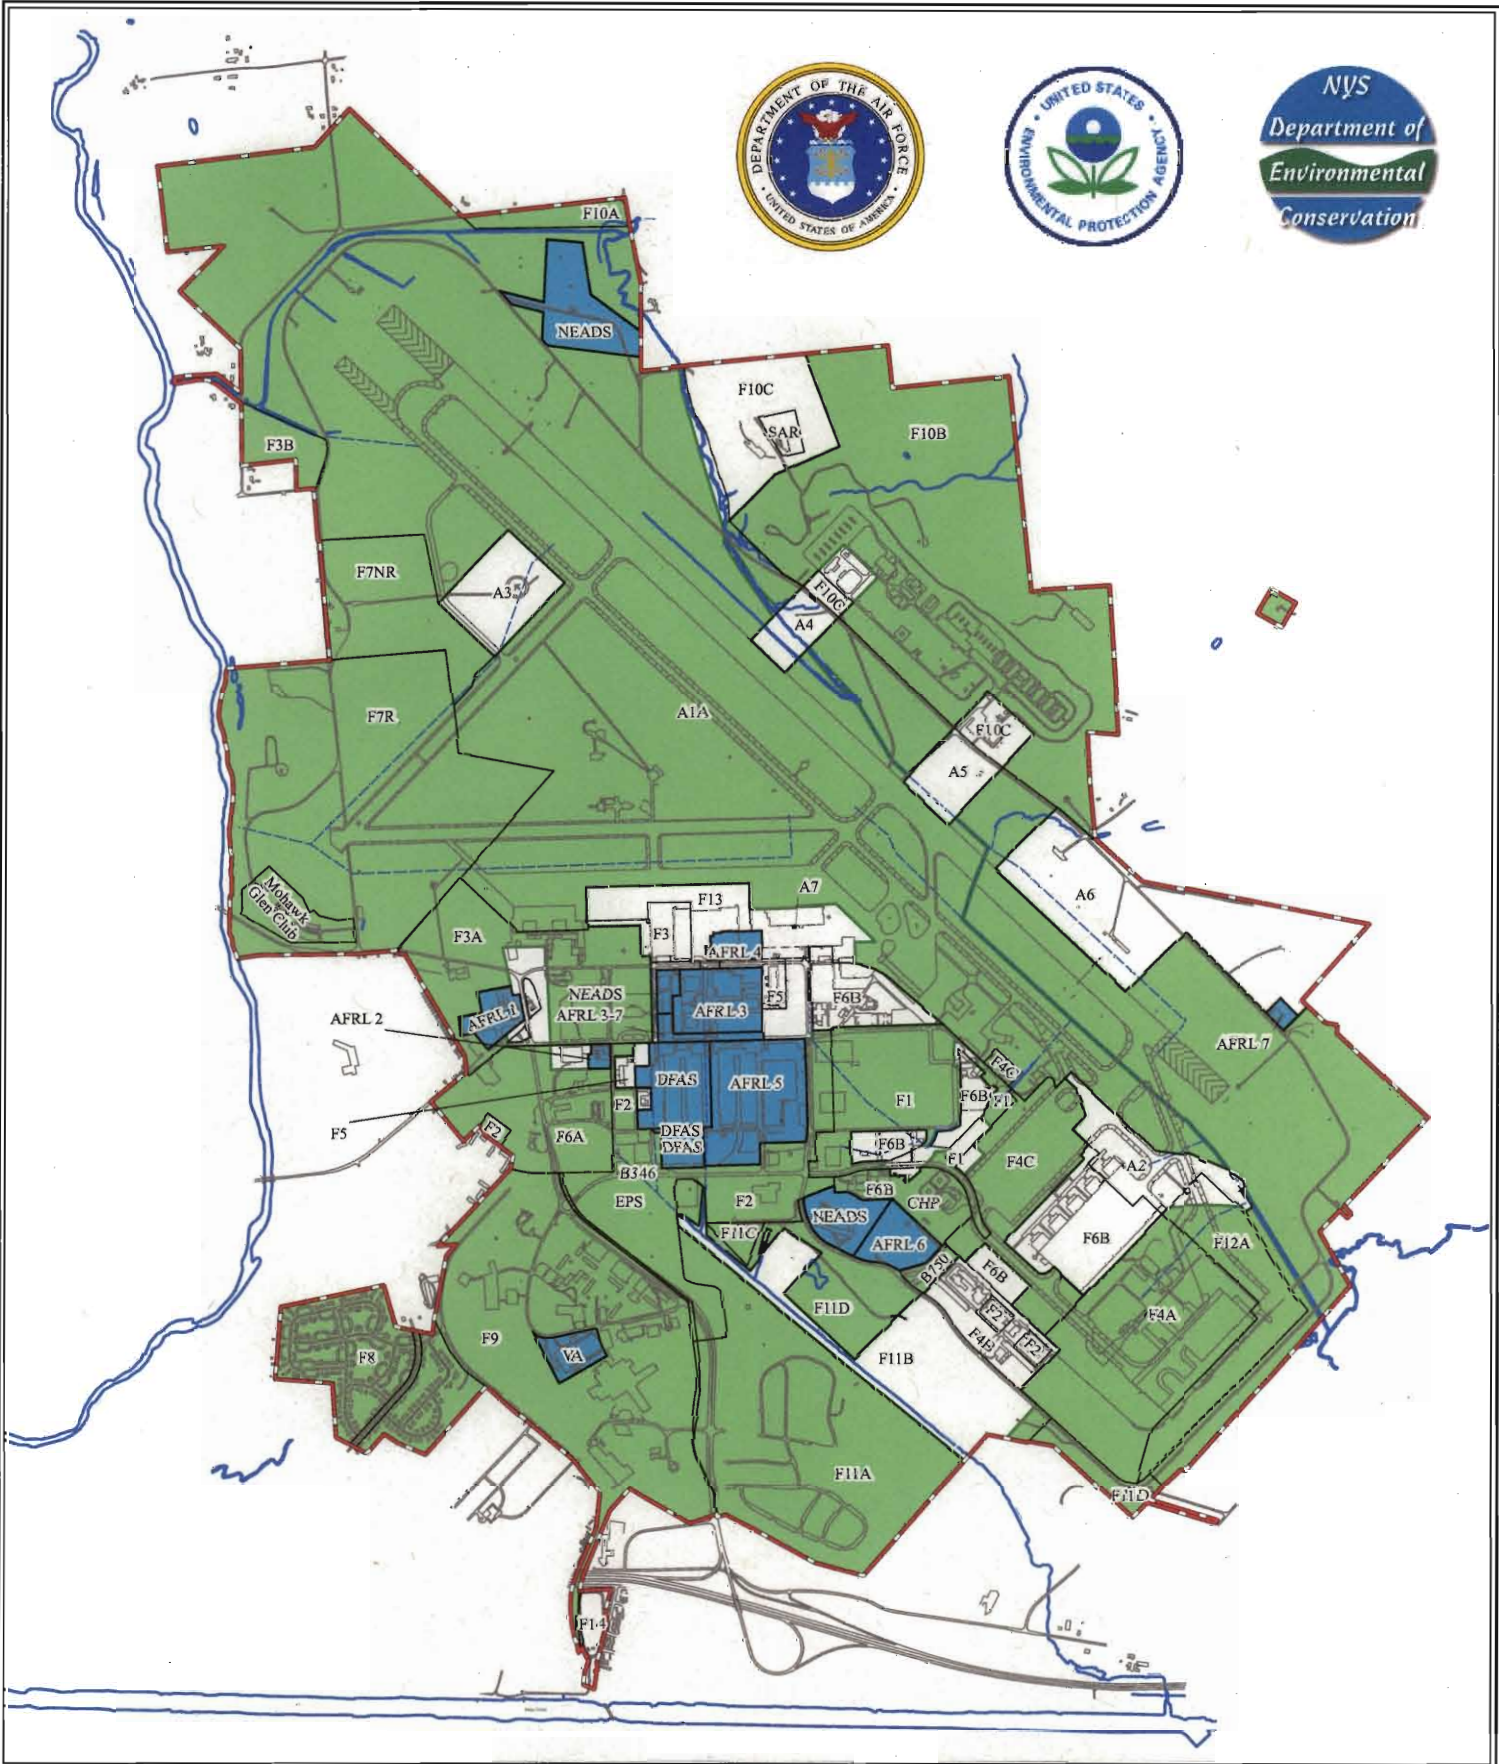 DEPARTMENT OF THE AIR FORCE
UNITED STATES OF AMERICA
UNITED STATES
ENVIRONMENTAL PROTECTION AGENCY
NYS
Department of
Environmental
Conservation
F10A
NEADS
F10C
SAR
F10B
F3B
F7NR
A3
F10C
A4
F7R
A1A
F10C
A5
Mohawk
Glen Club
A7
F13
A6
F3A
F3
AFRL 4
NEADS
AFRL 3-7
AFRL 3
F5
F6B
AFRL 1
AFRL 2
AFRL 7
F4C
DFAS
AFRL 5
F2
F1
F6B
F1
F5
F2
F6A
DFAS
DFAS
F6B
F1
F4C
A2
B346
EPS
F2
F6B
CHP
NEADS
F11C
AFRL 6
F6B
F12A
B750
F6B
F11D
F2
F4B
F2
F4A
F9
F8
VA
F11B
F11A
F11D
F14